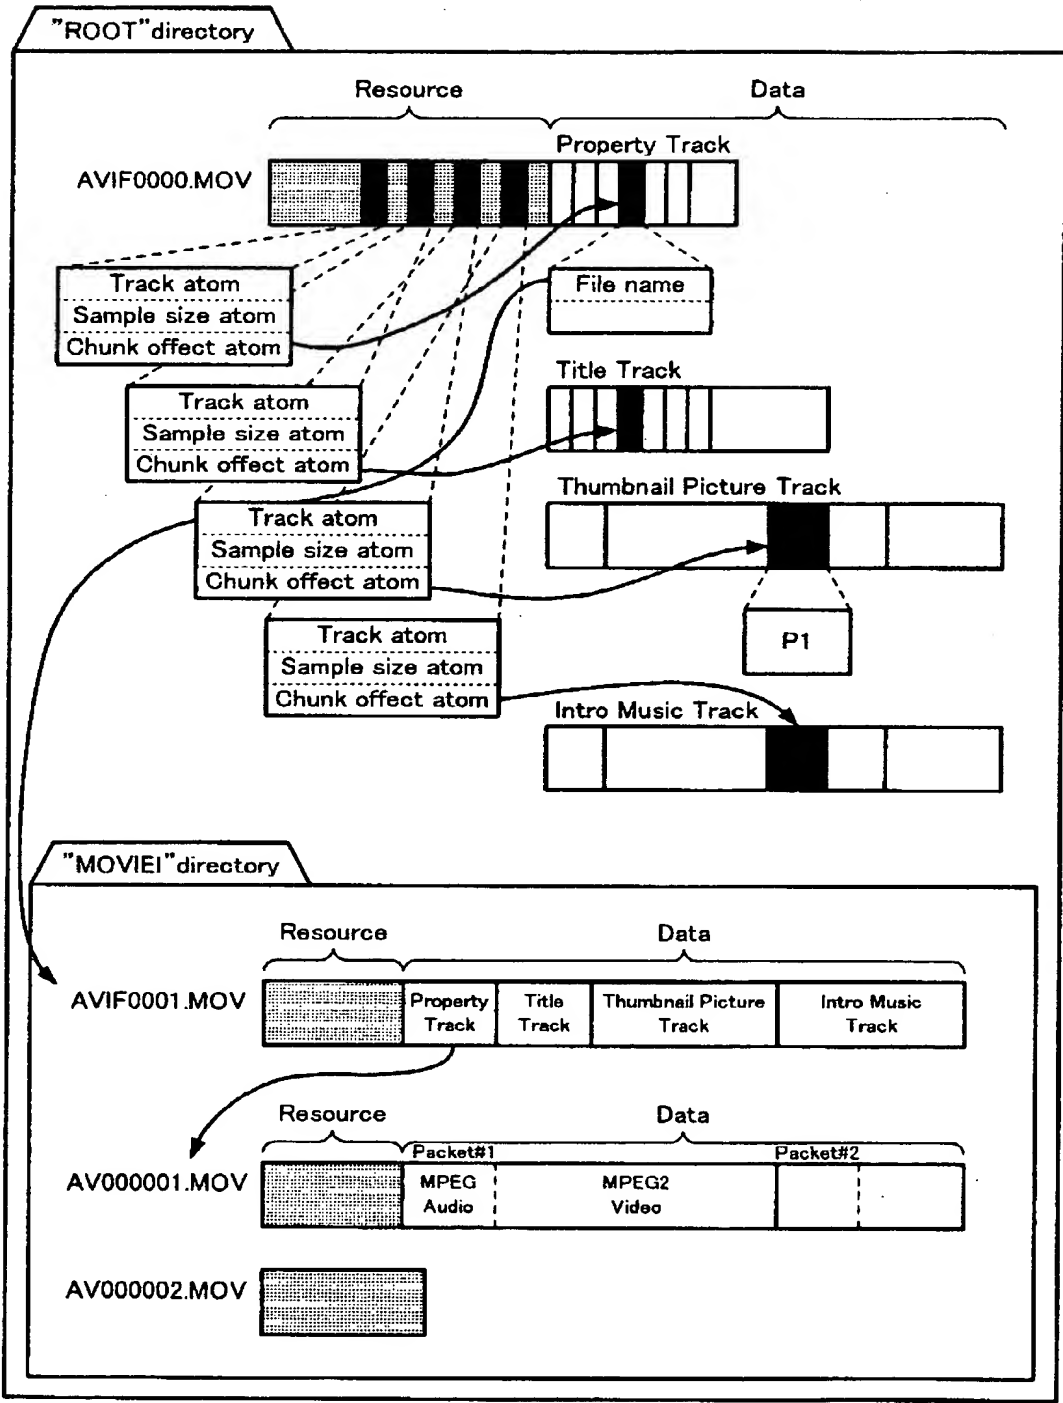 "ROOT"directory
Resource
Data
Property Track
AVIF0000.MOV
Track atom
Sample size atom
Chunk offect atom
File name
Title Track
Track atom
Sample size atom
Chunk offect atom
Thumbnail Picture Track
Track atom
Sample size atom
Chunk offect atom
P1
Track atom
Sample size atom
Chunk offect atom
Intro Music Track
"MOVIEI"directory
Resource
Data
AVIF0001.MOV
Property
Track
Title
Track
Thumbnail Picture
Track
Intro Music
Track
Resource
Data
Packet#1
Packet#2
AV000001.MOV
MPEG
Audio
MPEG2
Video
AV000002.MOV